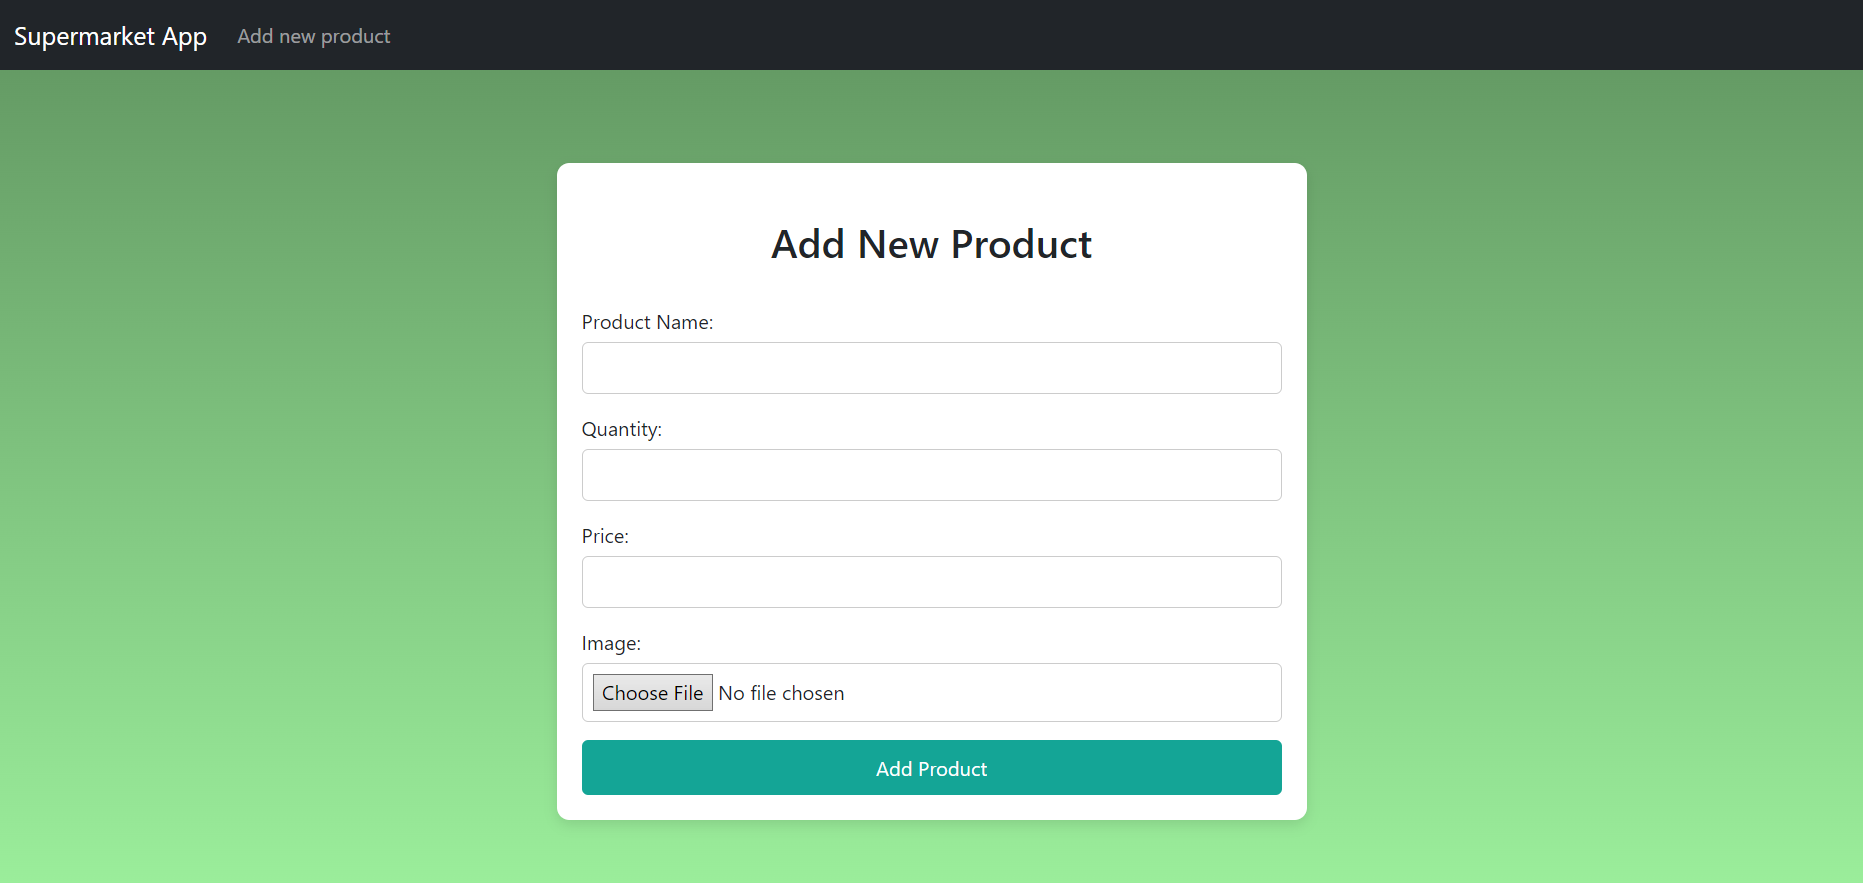 Supermarket App Add new product
Add New Product
Product Name:
Quantity:
Price:
Image:
Choose File No file chosen
Add Product